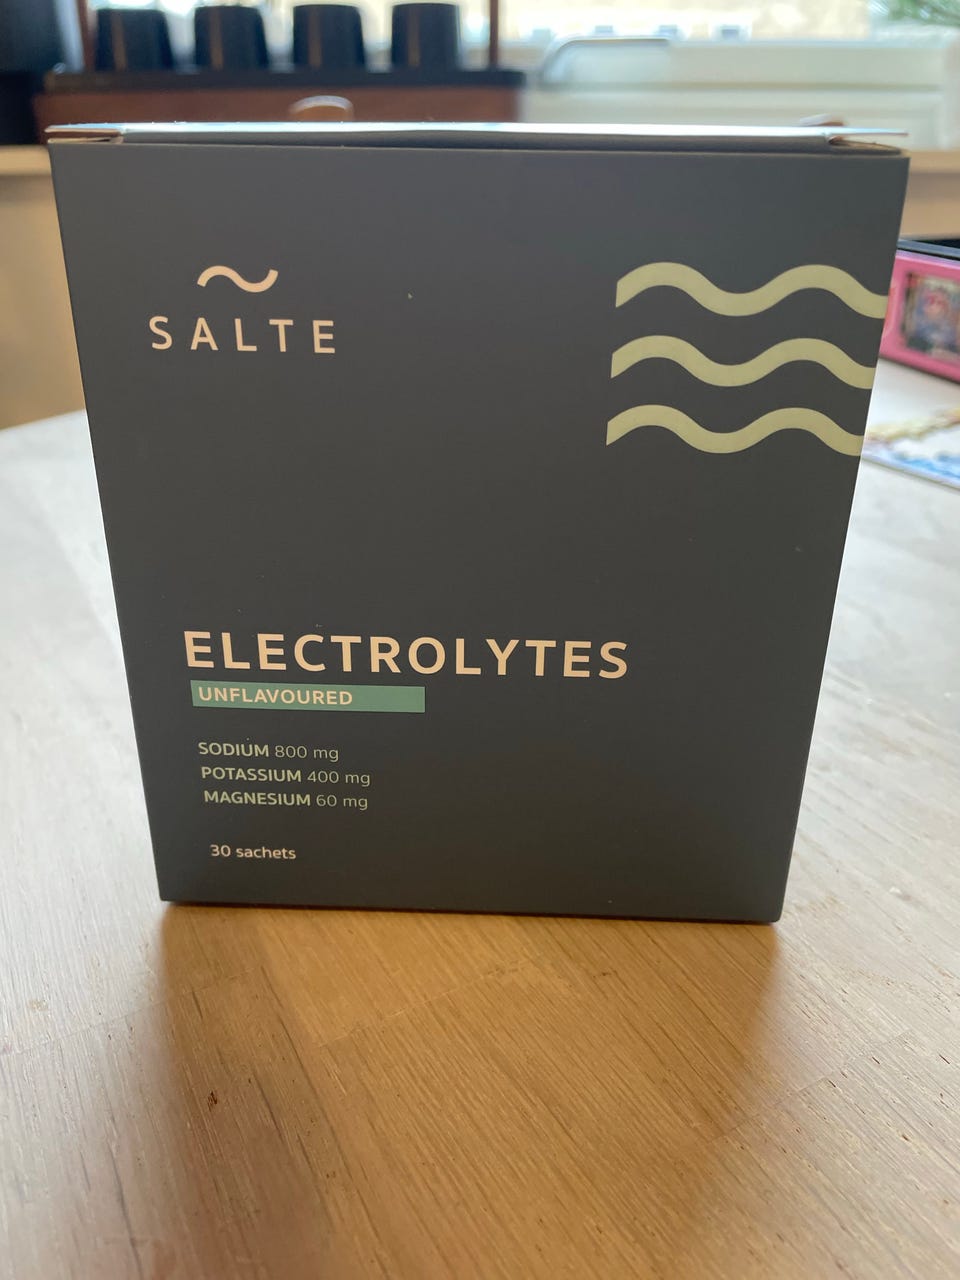 SALTE
ELECTROLYTES
UNFLAVOURED
SODIUM 800 mg
POTASSIUM 400 mg
MAGNESIUM 60 mg
30 sachets